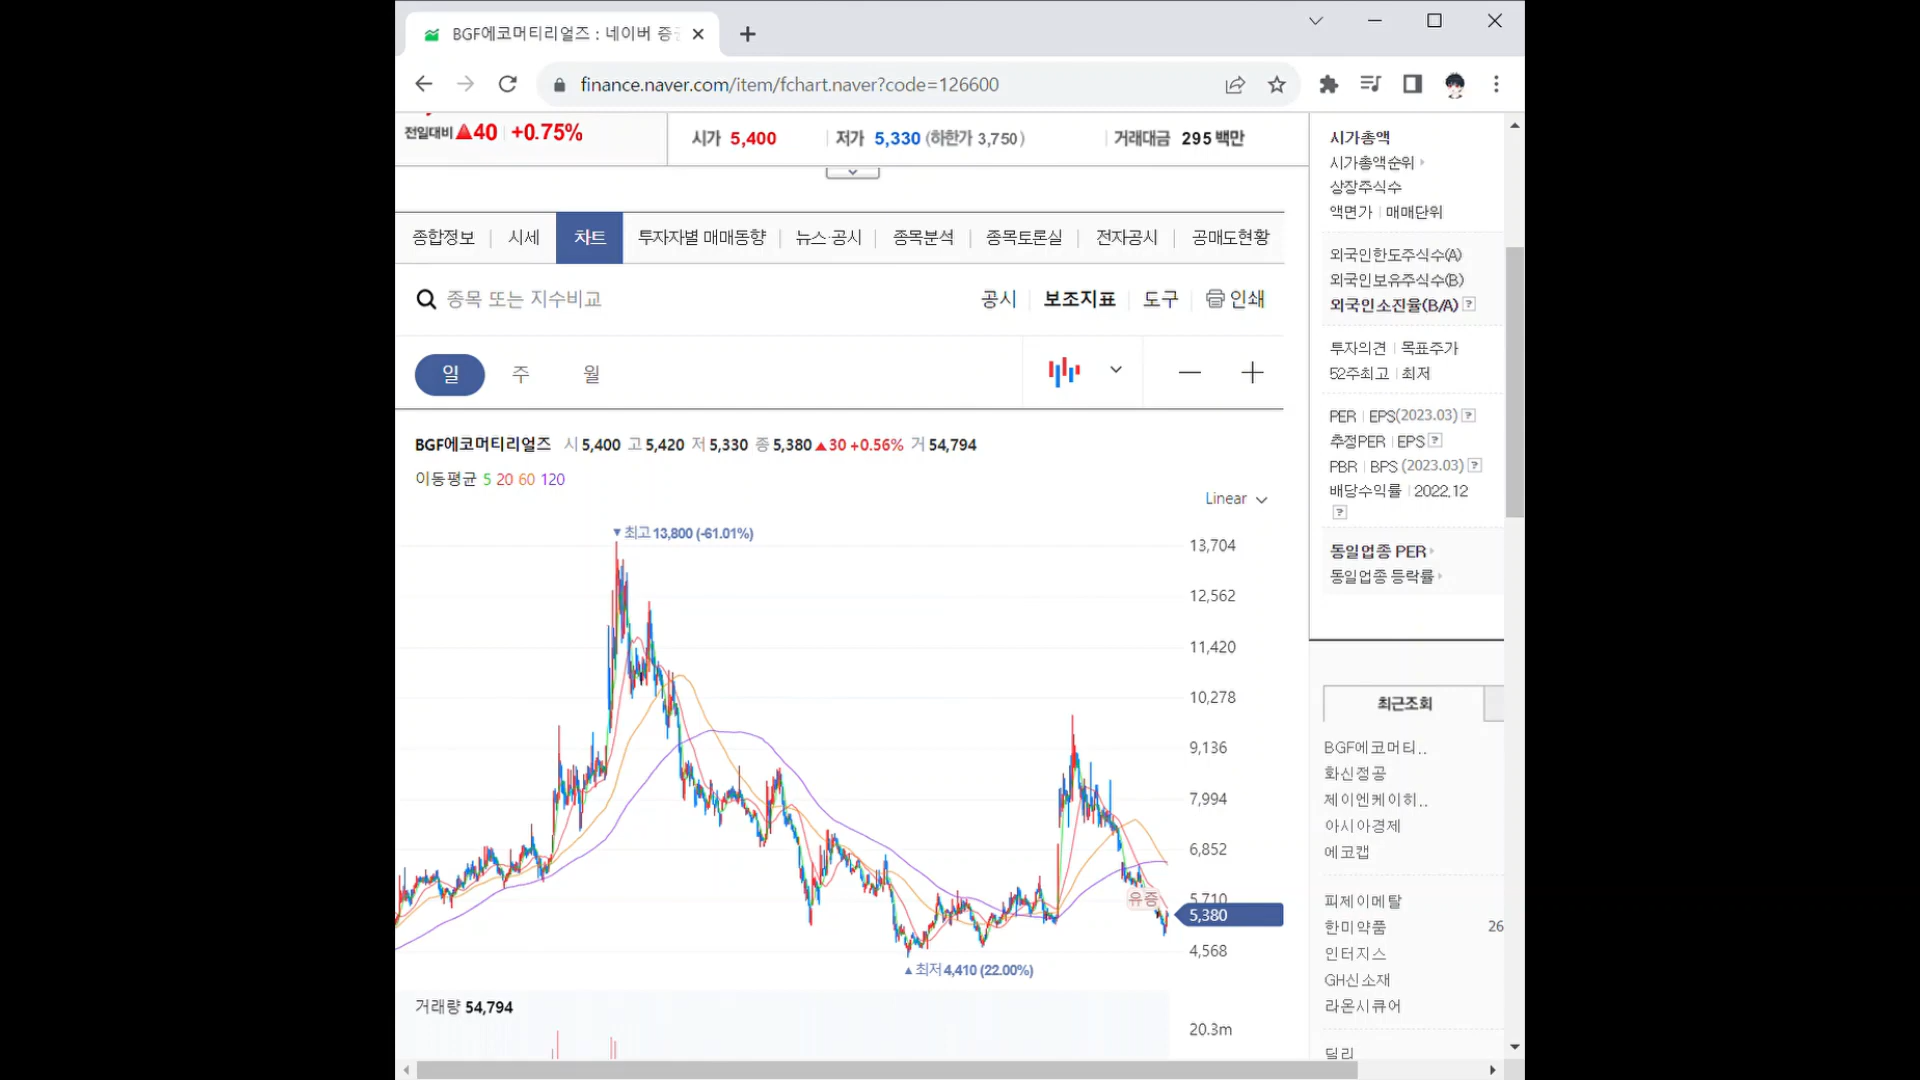 BGF에코머티리얼즈 : 네이버 증
finance.naver.com/item/fchart.naver?code=126600
전일대비 ▲40 +0.75%
시가 5,400 저가 5,330 (하한가 3,750) 거래대금 295 백만
종합정보 시세 차트 투자자별 매매동향 뉴스·공시 종목분석 종목토론실 전자공시 공매도현황
종목 또는 지수비교
공시 보조지표 도구 인쇄
일 주 월
BGF에코머티리얼즈 시 5,400 고 5,420 저 5,330 종 5,380 ▲30 +0.56% 거 54,794
이동평균 5 20 60 120
Linear
▼최고 13,800 (-61.01%)
13,704
12,562
11,420
10,278
9,136
7,994
6,852
5,710
유증
5,380
4,568
▲최저 4,410 (22.00%)
거래량 54,794
20.3m
시가총액
시가총액순위
상장주식수
액면가 | 매매단위
외국인한도주식수(A)
외국인보유주식수(B)
외국인소진율(B/A) ?
투자의견 | 목표주가
52주최고 | 최저
PER | EPS(2023.03) ?
추정PER | EPS ?
PBR | BPS (2023.03) ?
배당수익률 | 2022.12
?
동일업종 PER
동일업종 등락률
최근조회
BGF에코머티..
화신정공
제이엔케이히..
아시아경제
에코캡
피제이메탈
한미약품 26
인터지스
GH신소재
라온시큐어
딜리